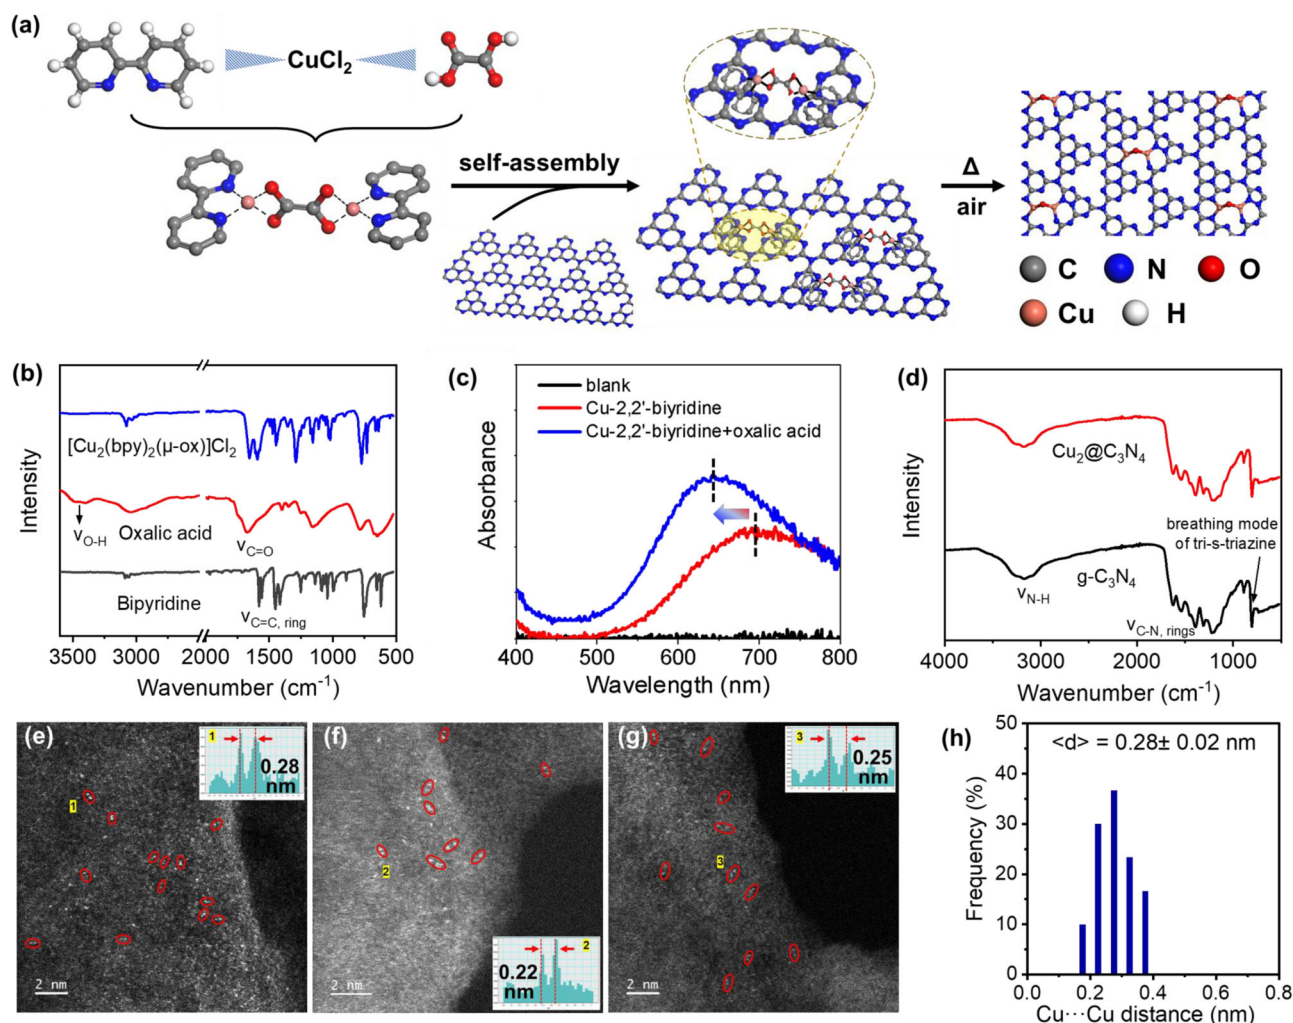 (a)
CuCl2
self-assembly
Δ
air
C N O
Cu H
(b)
[Cu2(bpy)2(μ-ox)]Cl2
νO-H
Oxalic acid
νC=O
Bipyridine
νC=C, ring
Intensity
3500 3000 2000 1500 1000 500
Wavenumber (cm-1)
(c)
blank
Cu-2,2'-biyridine
Cu-2,2'-biyridine+oxalic acid
Absorbance
400 500 600 700 800
Wavelength (nm)
(d)
Cu2@C3N4
breathing mode
of tri-s-triazine
g-C3N4
νN-H
νC-N, rings
Intensity
4000 3000 2000 1000
Wavenumber (cm-1)
(e)
1
0.28
nm
1
2 nm
(f)
2
2
0.22
nm
2 nm
(g)
3
0.25
nm
3
2 nm
(h)
<d> = 0.28± 0.02 nm
Frequency (%)
50
40
30
20
10
0
0.0 0.2 0.4 0.6 0.8
Cu···Cu distance (nm)